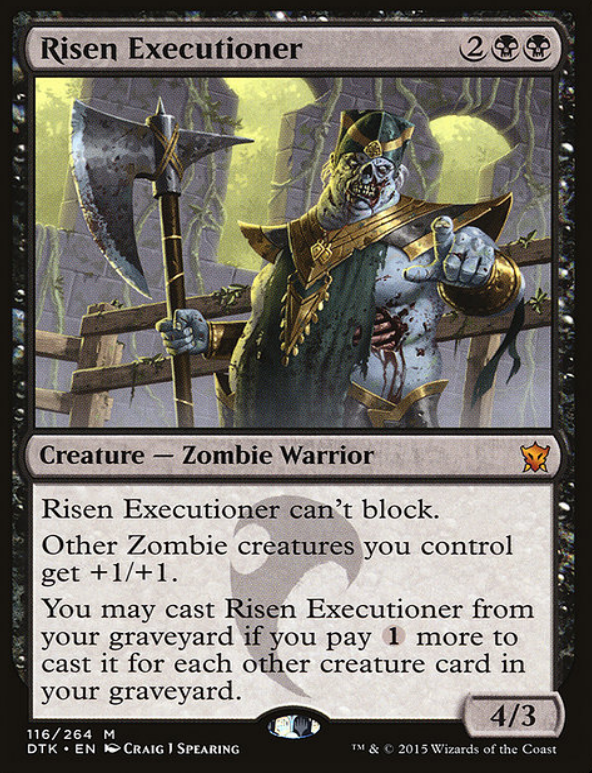 Risen Executioner 2
Creature — Zombie Warrior
Risen Executioner can't block.
Other Zombie creatures you control
get +1/+1.
You may cast Risen Executioner from
your graveyard if you pay 1 more to
cast it for each other creature card in
your graveyard.
4/3
116/264 M
DTK • EN Craig J Spearing
™ & © 2015 Wizards of the Coast